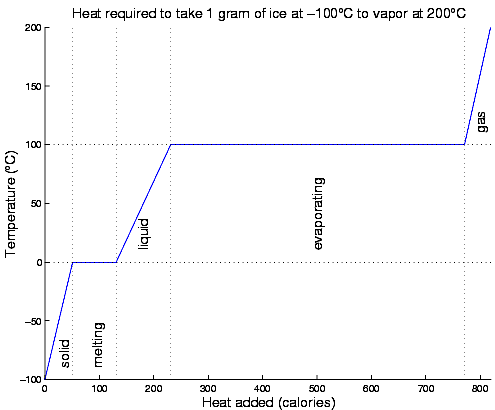 Heat required to take 1 gram of ice at –100°C to vapor at 200°C
200
150
100
50
0
–50
–100
Temperature (°C)
solid
melting
liquid
evaporating
gas
0 100 200 300 400 500 600 700 800
Heat added (calories)